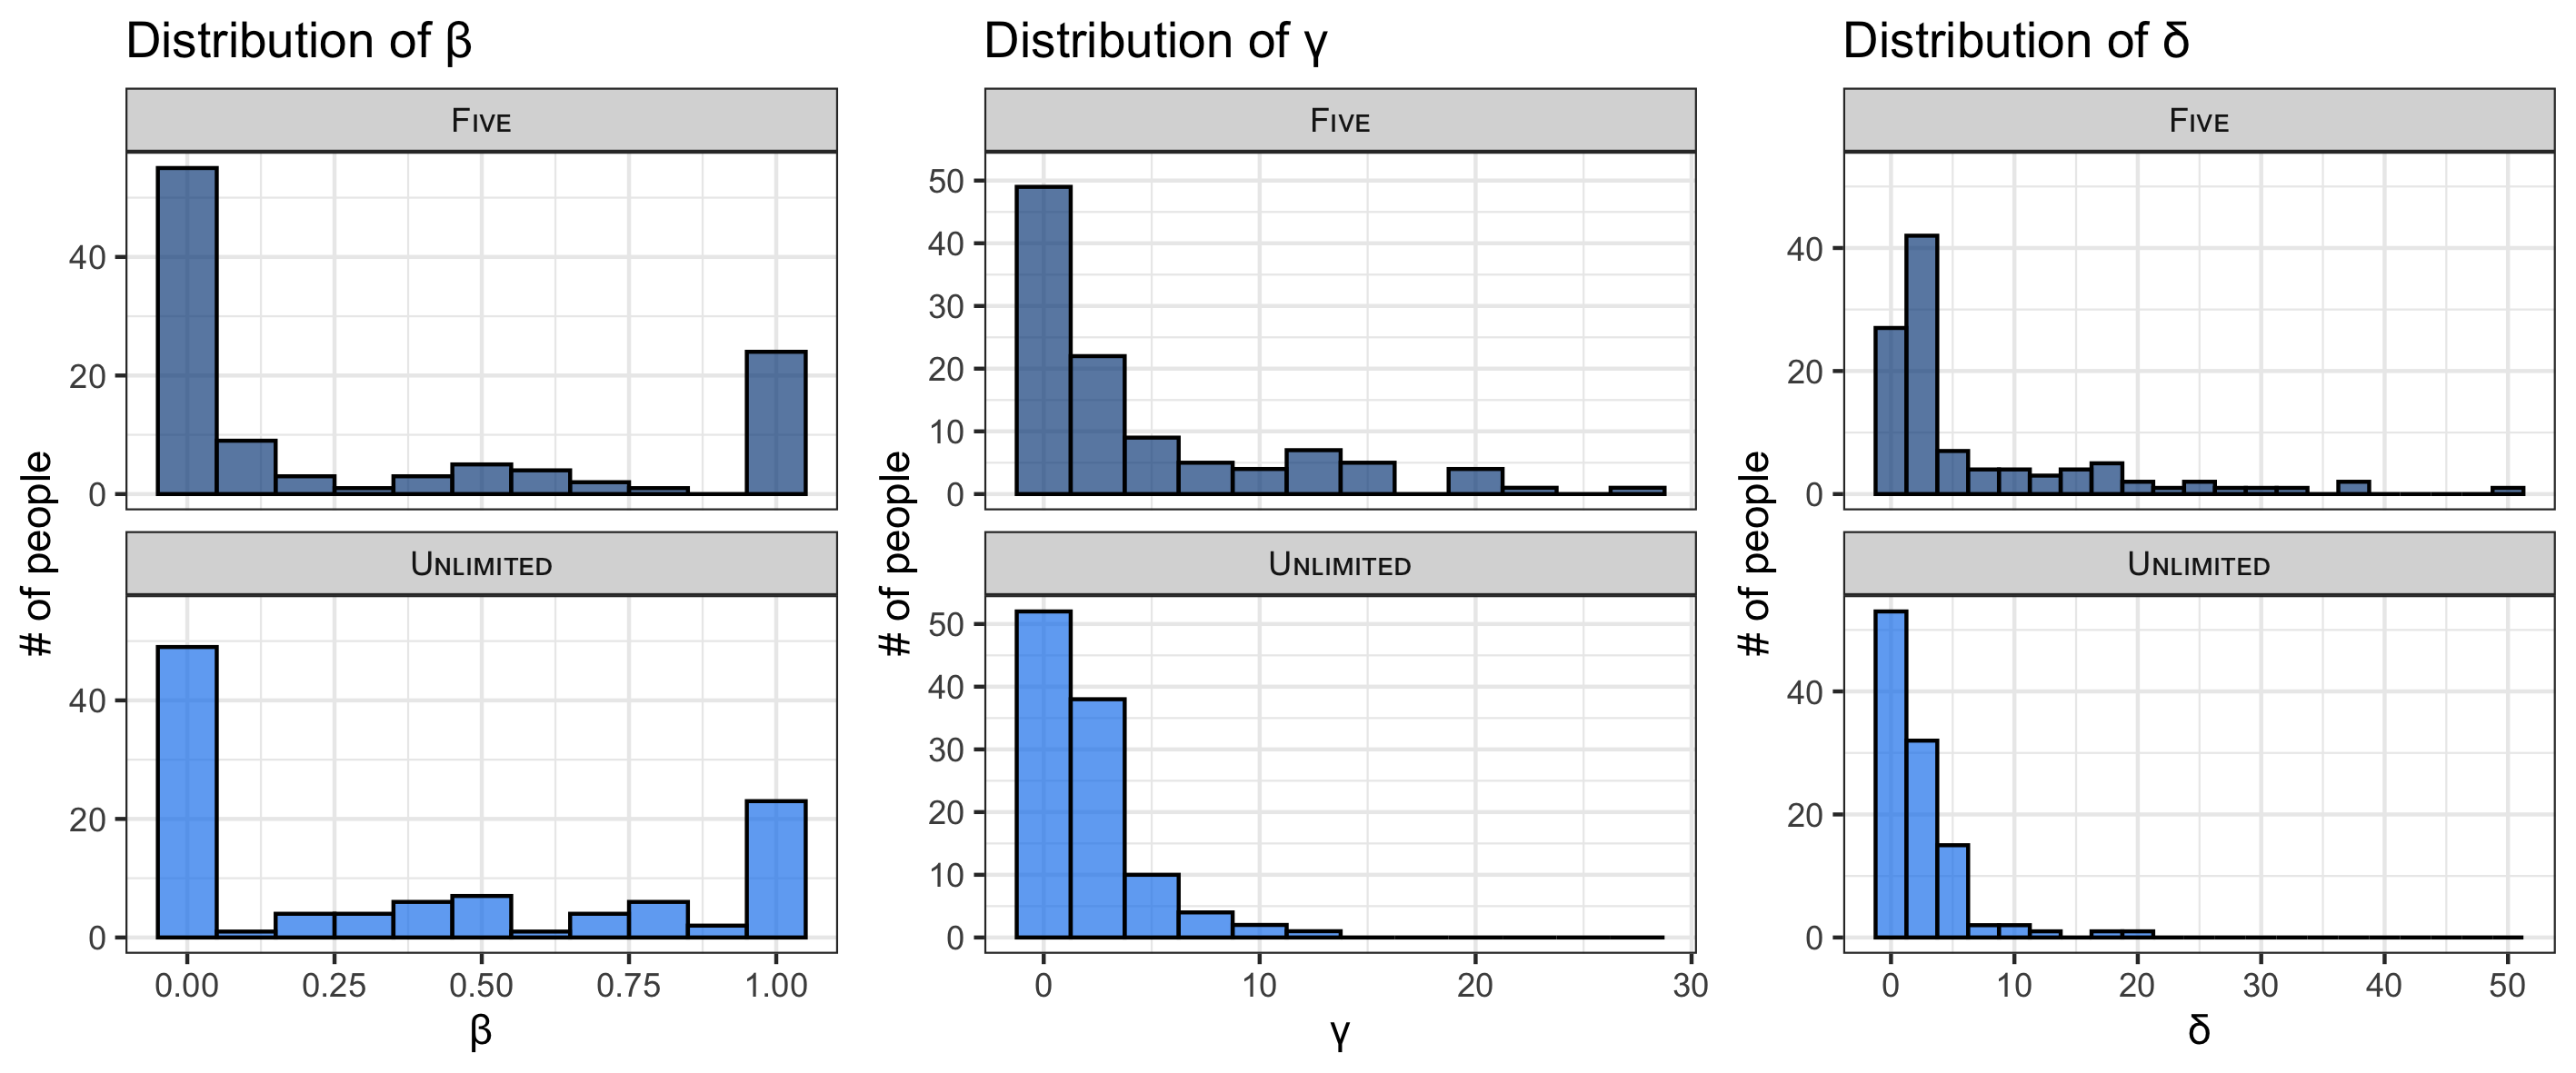 Distribution of β
Five
# of people
40
20
0
Unlimited
40
20
0
0.00 0.25 0.50 0.75 1.00
β
Distribution of γ
Five
# of people
50
40
30
20
10
0
Unlimited
50
40
30
20
10
0
0 10 20 30
γ
Distribution of δ
Five
# of people
40
20
0
Unlimited
40
20
0
0 10 20 30 40 50
δ